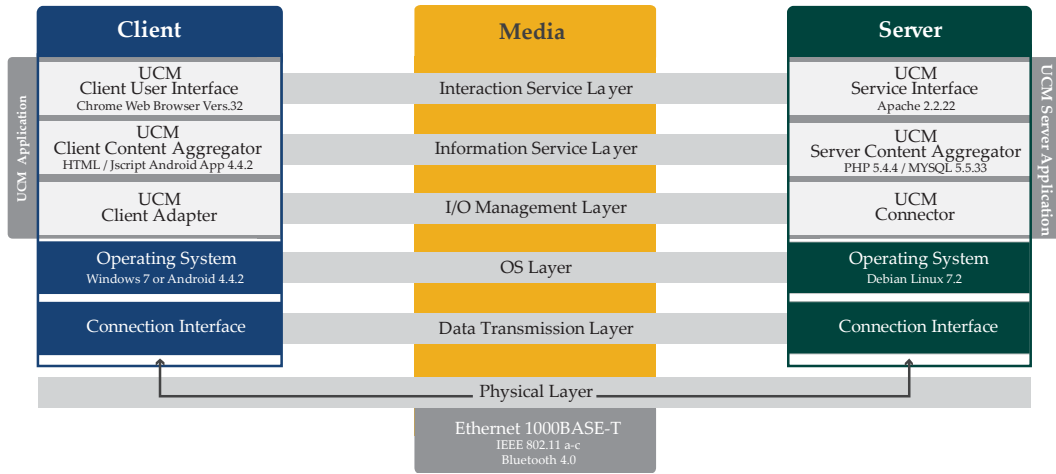 Client
Media
Server
UCM Application
UCM
Client User Interface
Chrome Web Browser Vers.32
Interaction Service Layer
UCM
Service Interface
Apache 2.2.22
UCM Server Application
UCM
Client Content Aggregator
HTML / Jscript Android App 4.4.2
Information Service Layer
UCM
Server Content Aggregator
PHP 5.4.4 / MYSQL 5.5.33
UCM
Client Adapter
I/O Management Layer
UCM
Connector
Operating System
Windows 7 or Android 4.4.2
OS Layer
Operating System
Debian Linux 7.2
Connection Interface
Data Transmission Layer
Connection Interface
Physical Layer
Ethernet 1000BASE-T
IEEE 802.11 a-c
Bluetooth 4.0